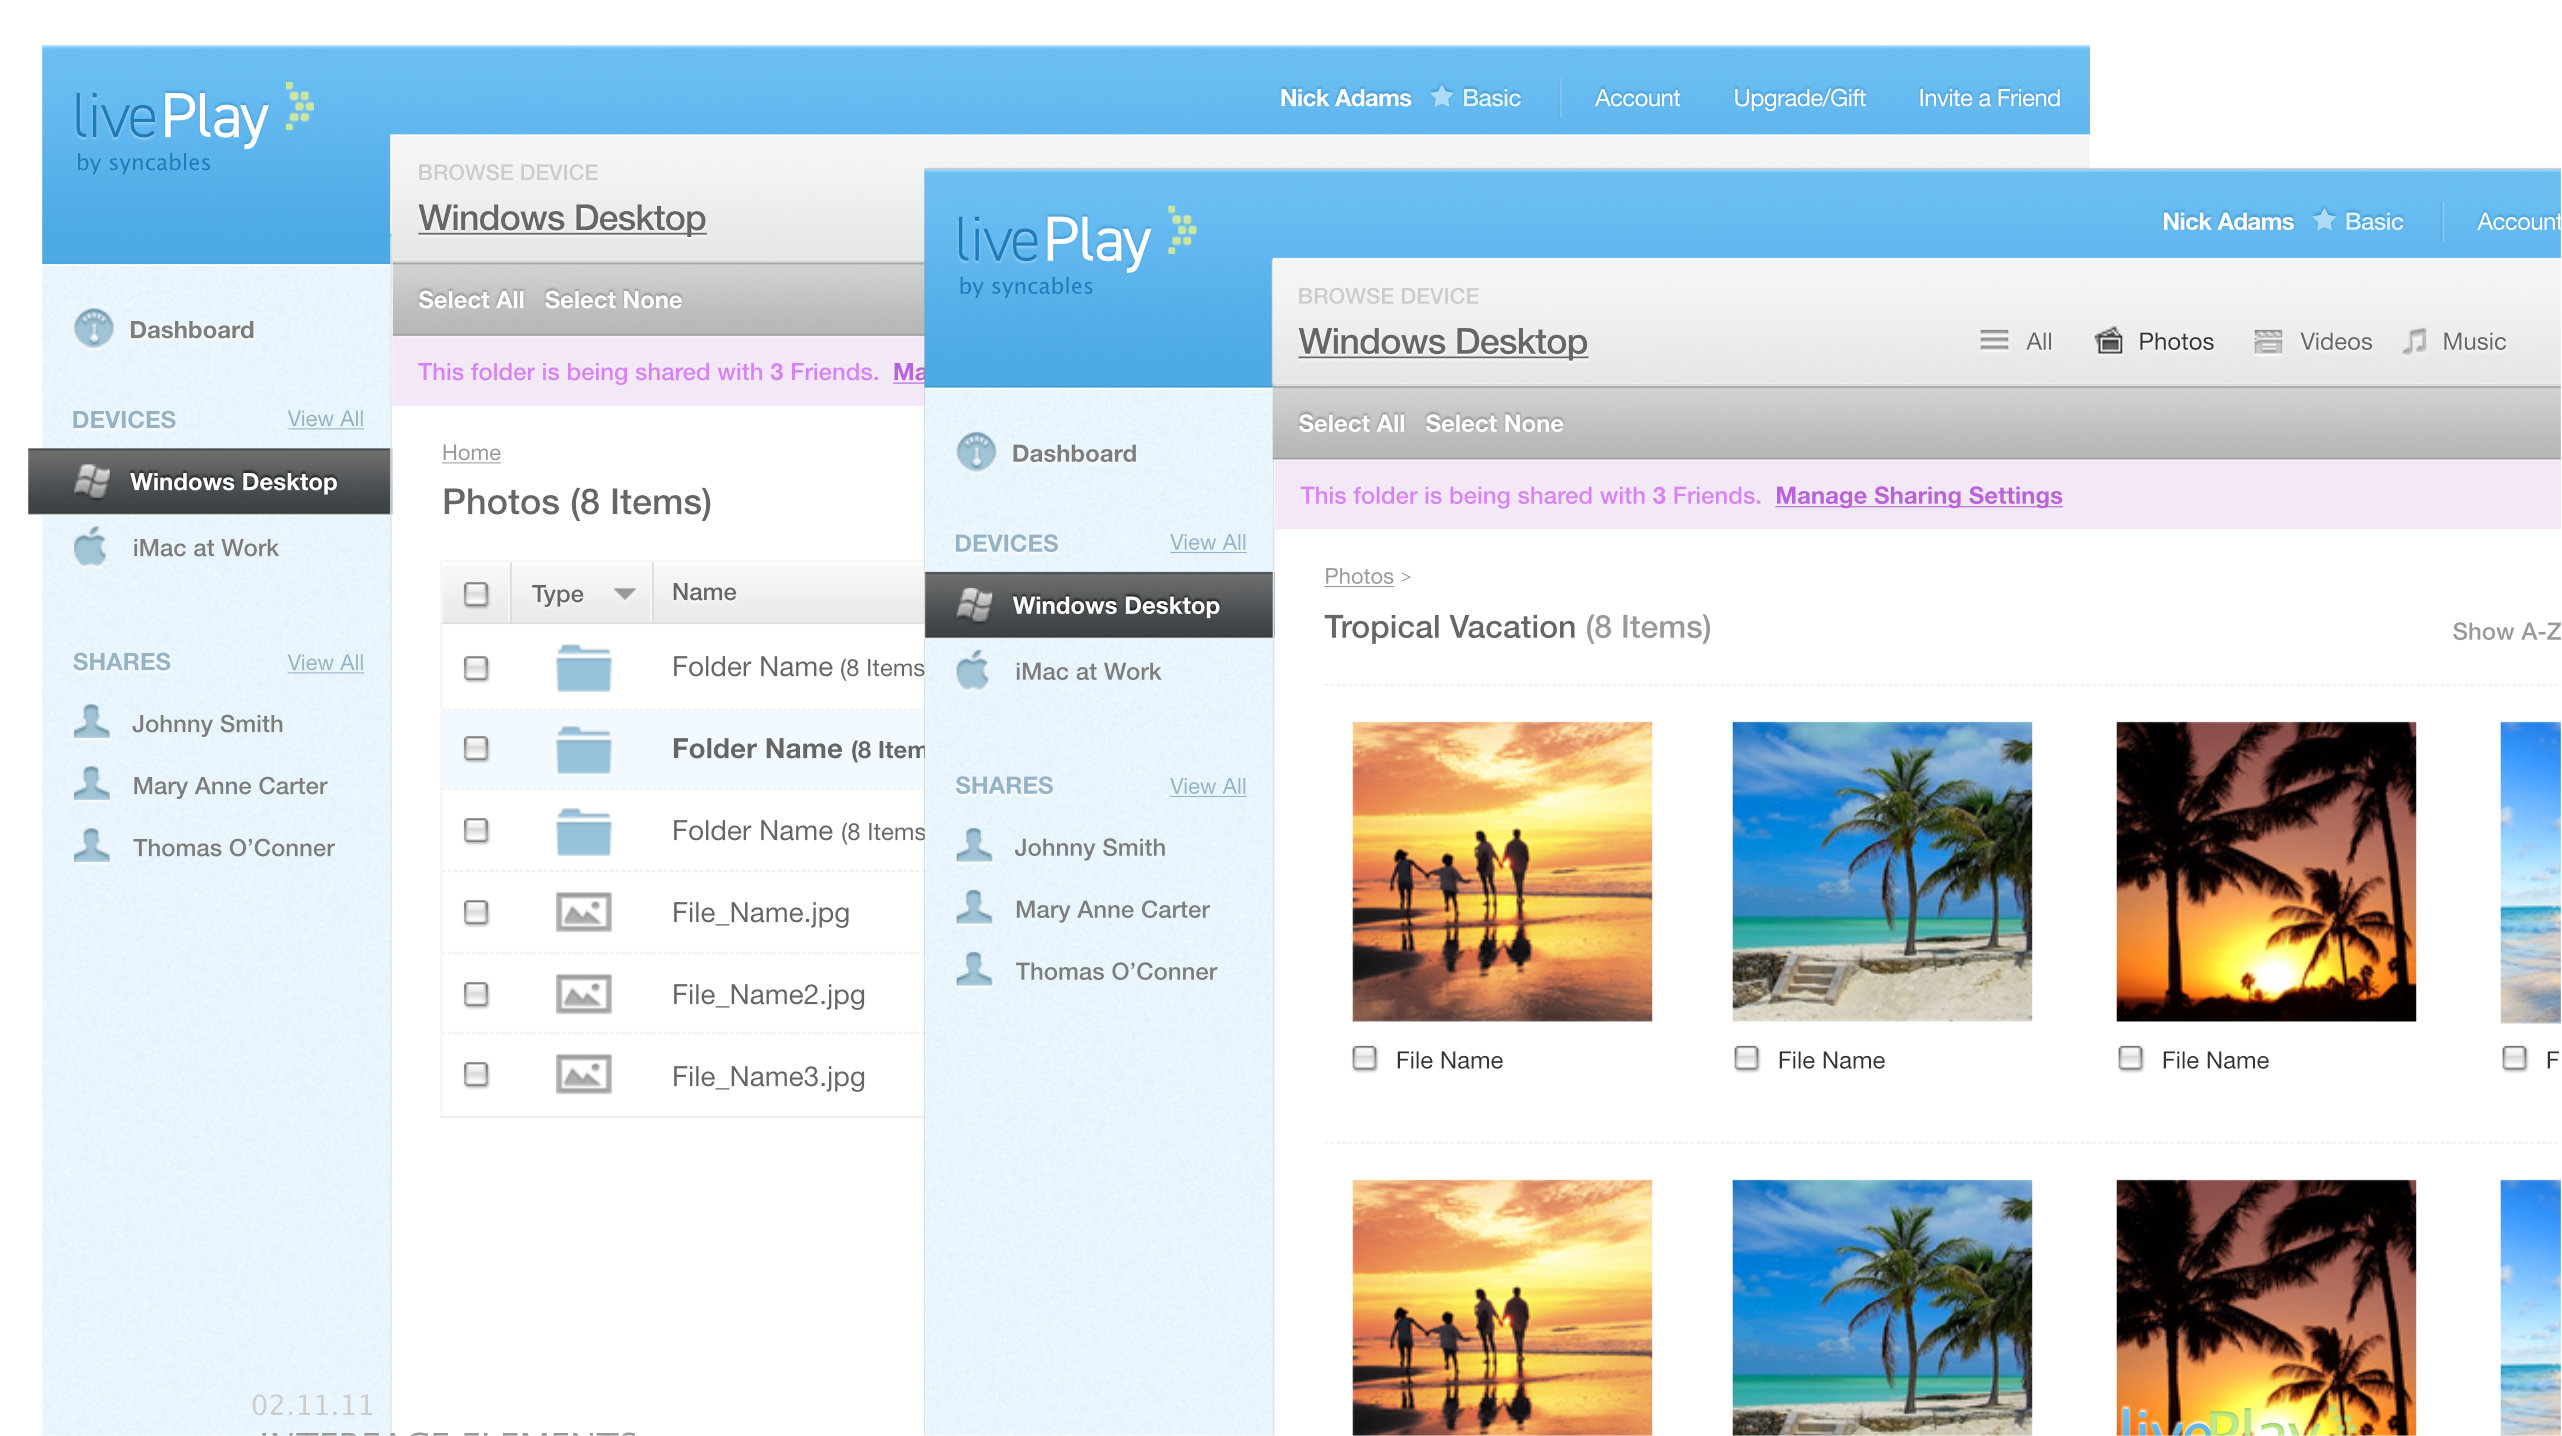 livePlay
by syncables
Nick Adams Basic Account Upgrade/Gift Invite a Friend
BROWSE DEVICE
Windows Desktop
Select All Select None
This folder is being shared with 3 Friends.
Dashboard
DEVICES View All
Windows Desktop
iMac at Work
SHARES View All
Johnny Smith
Mary Anne Carter
Thomas O’Conner
Home
Photos (8 Items)
Type Name
Folder Name (8 Items
Folder Name (8 Item
Folder Name (8 Items
File_Name.jpg
File_Name2.jpg
File_Name3.jpg
02.11.11
INTERFACE ELEMENTS
livePlay
by syncables
Nick Adams Basic Account
BROWSE DEVICE
Windows Desktop
All Photos Videos Music
Select All Select None
This folder is being shared with 3 Friends. Manage Sharing Settings
Dashboard
DEVICES View All
Windows Desktop
iMac at Work
SHARES View All
Johnny Smith
Mary Anne Carter
Thomas O’Conner
Photos >
Tropical Vacation (8 Items)
Show A-Z
File Name
File Name
File Name
F
livePlay